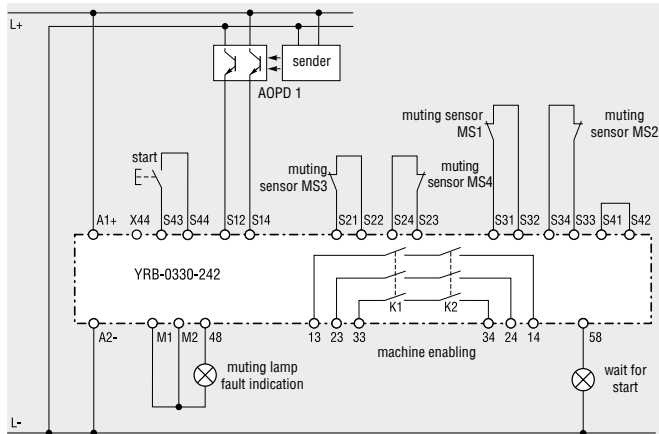 L+
sender
AOPD 1
muting sensor
MS1
muting
sensor MS2
start
muting
sensor MS3
muting
sensor MS4
A1+ X44 S43 S44 S12 S14 S21 S22 S24 S23 S31 S32 S34 S33 S41 S42
YRB-0330-242
K1 K2
A2- M1 M2 48 13 23 33 34 24 14 58
machine enabling
muting lamp
fault indication
wait for
start
L-